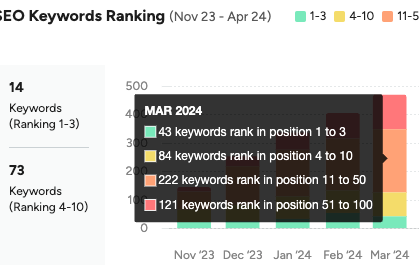 SEO Keywords Ranking (Nov 23 - Apr 24)
1-3
4-10
11-5
14
Keywords
(Ranking 1-3)
73
Keywords
(Ranking 4-10)
500
400
300
200
100
0
MAR 2024
43 keywords rank in position 1 to 3
84 keywords rank in position 4 to 10
222 keywords rank in position 11 to 50
121 keywords rank in position 51 to 100
Nov '23
Dec '23
Jan '24
Feb '24
Mar '24